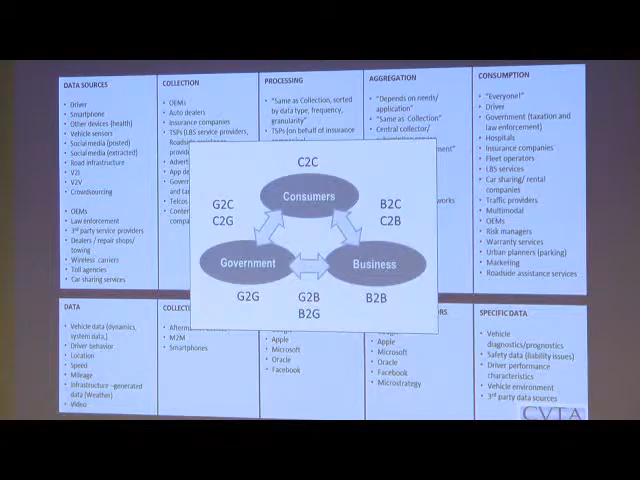 DATA SOURCES
• Driver
• Smartphone
• Other devices (health)
• Vehicle sensors
• Social media (posted)
• Social media (extracted)
• Road infrastructure
• V2I
• V2V
• Crowdsourcing
• OEMs
• Law enforcement
• 3rd party service providers
• Dealers / repair shops/
towing
• Wireless carriers
• Toll agencies
• Car sharing services
COLLECTION
• OEMs
• Auto dealers
• Insurance companies
• TSPs (LBS service providers,
Roadside
• Telcos
PROCESSING
• "Same as Collection, sorted
by data type, frequency,
granularity"
• TSPs (on behalf of insurance
AGGREGATION
• "Depends on needs/
application"
• "Same as Collection"
• Central collector/
CONSUMPTION
• "Everyone!"
• Driver
• Government (taxation and
law enforcement)
• Hospitals
• Insurance companies
• Fleet operators
• LBS services
• Car sharing/ rental
companies
• Traffic providers
• Multimodal
• OEMs
• Risk managers
• Warranty services
• Urban planners (parking)
• Marketing
• Roadside assistance services
C2C
Consumers
G2C
C2G
B2C
C2B
Government
Business
G2G
G2B
B2G
B2B
DATA
• Vehicle data (dynamics,
system data,)
• Driver behavior
• Location
• Speed
• Mileage
• Infrastructure –generated
data (Weather)
• Video
• M2M
• Smartphones
• Apple
• Microsoft
• Oracle
• Facebook
• Apple
• Microsoft
• Oracle
• Facebook
• Microstrategy
SPECIFIC DATA
• Vehicle
diagnostics/prognostics
• Safety data (liability issues)
• Driver performance
characteristics
• Vehicle environment
• 3rd party data sources
CVTA